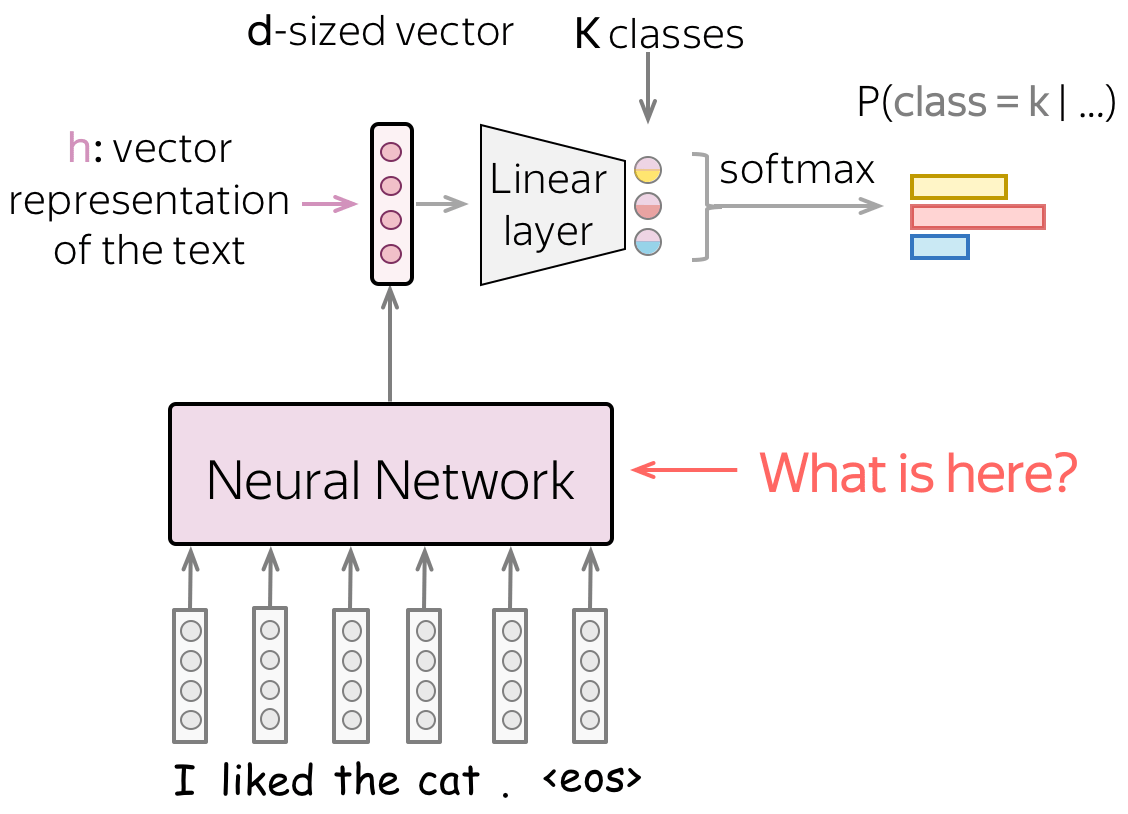 d-sized vector
K classes
P(class = k | ...)
h: vector
representation
of the text
Linear
layer
softmax
Neural Network
What is here?
I liked the cat . <eos>